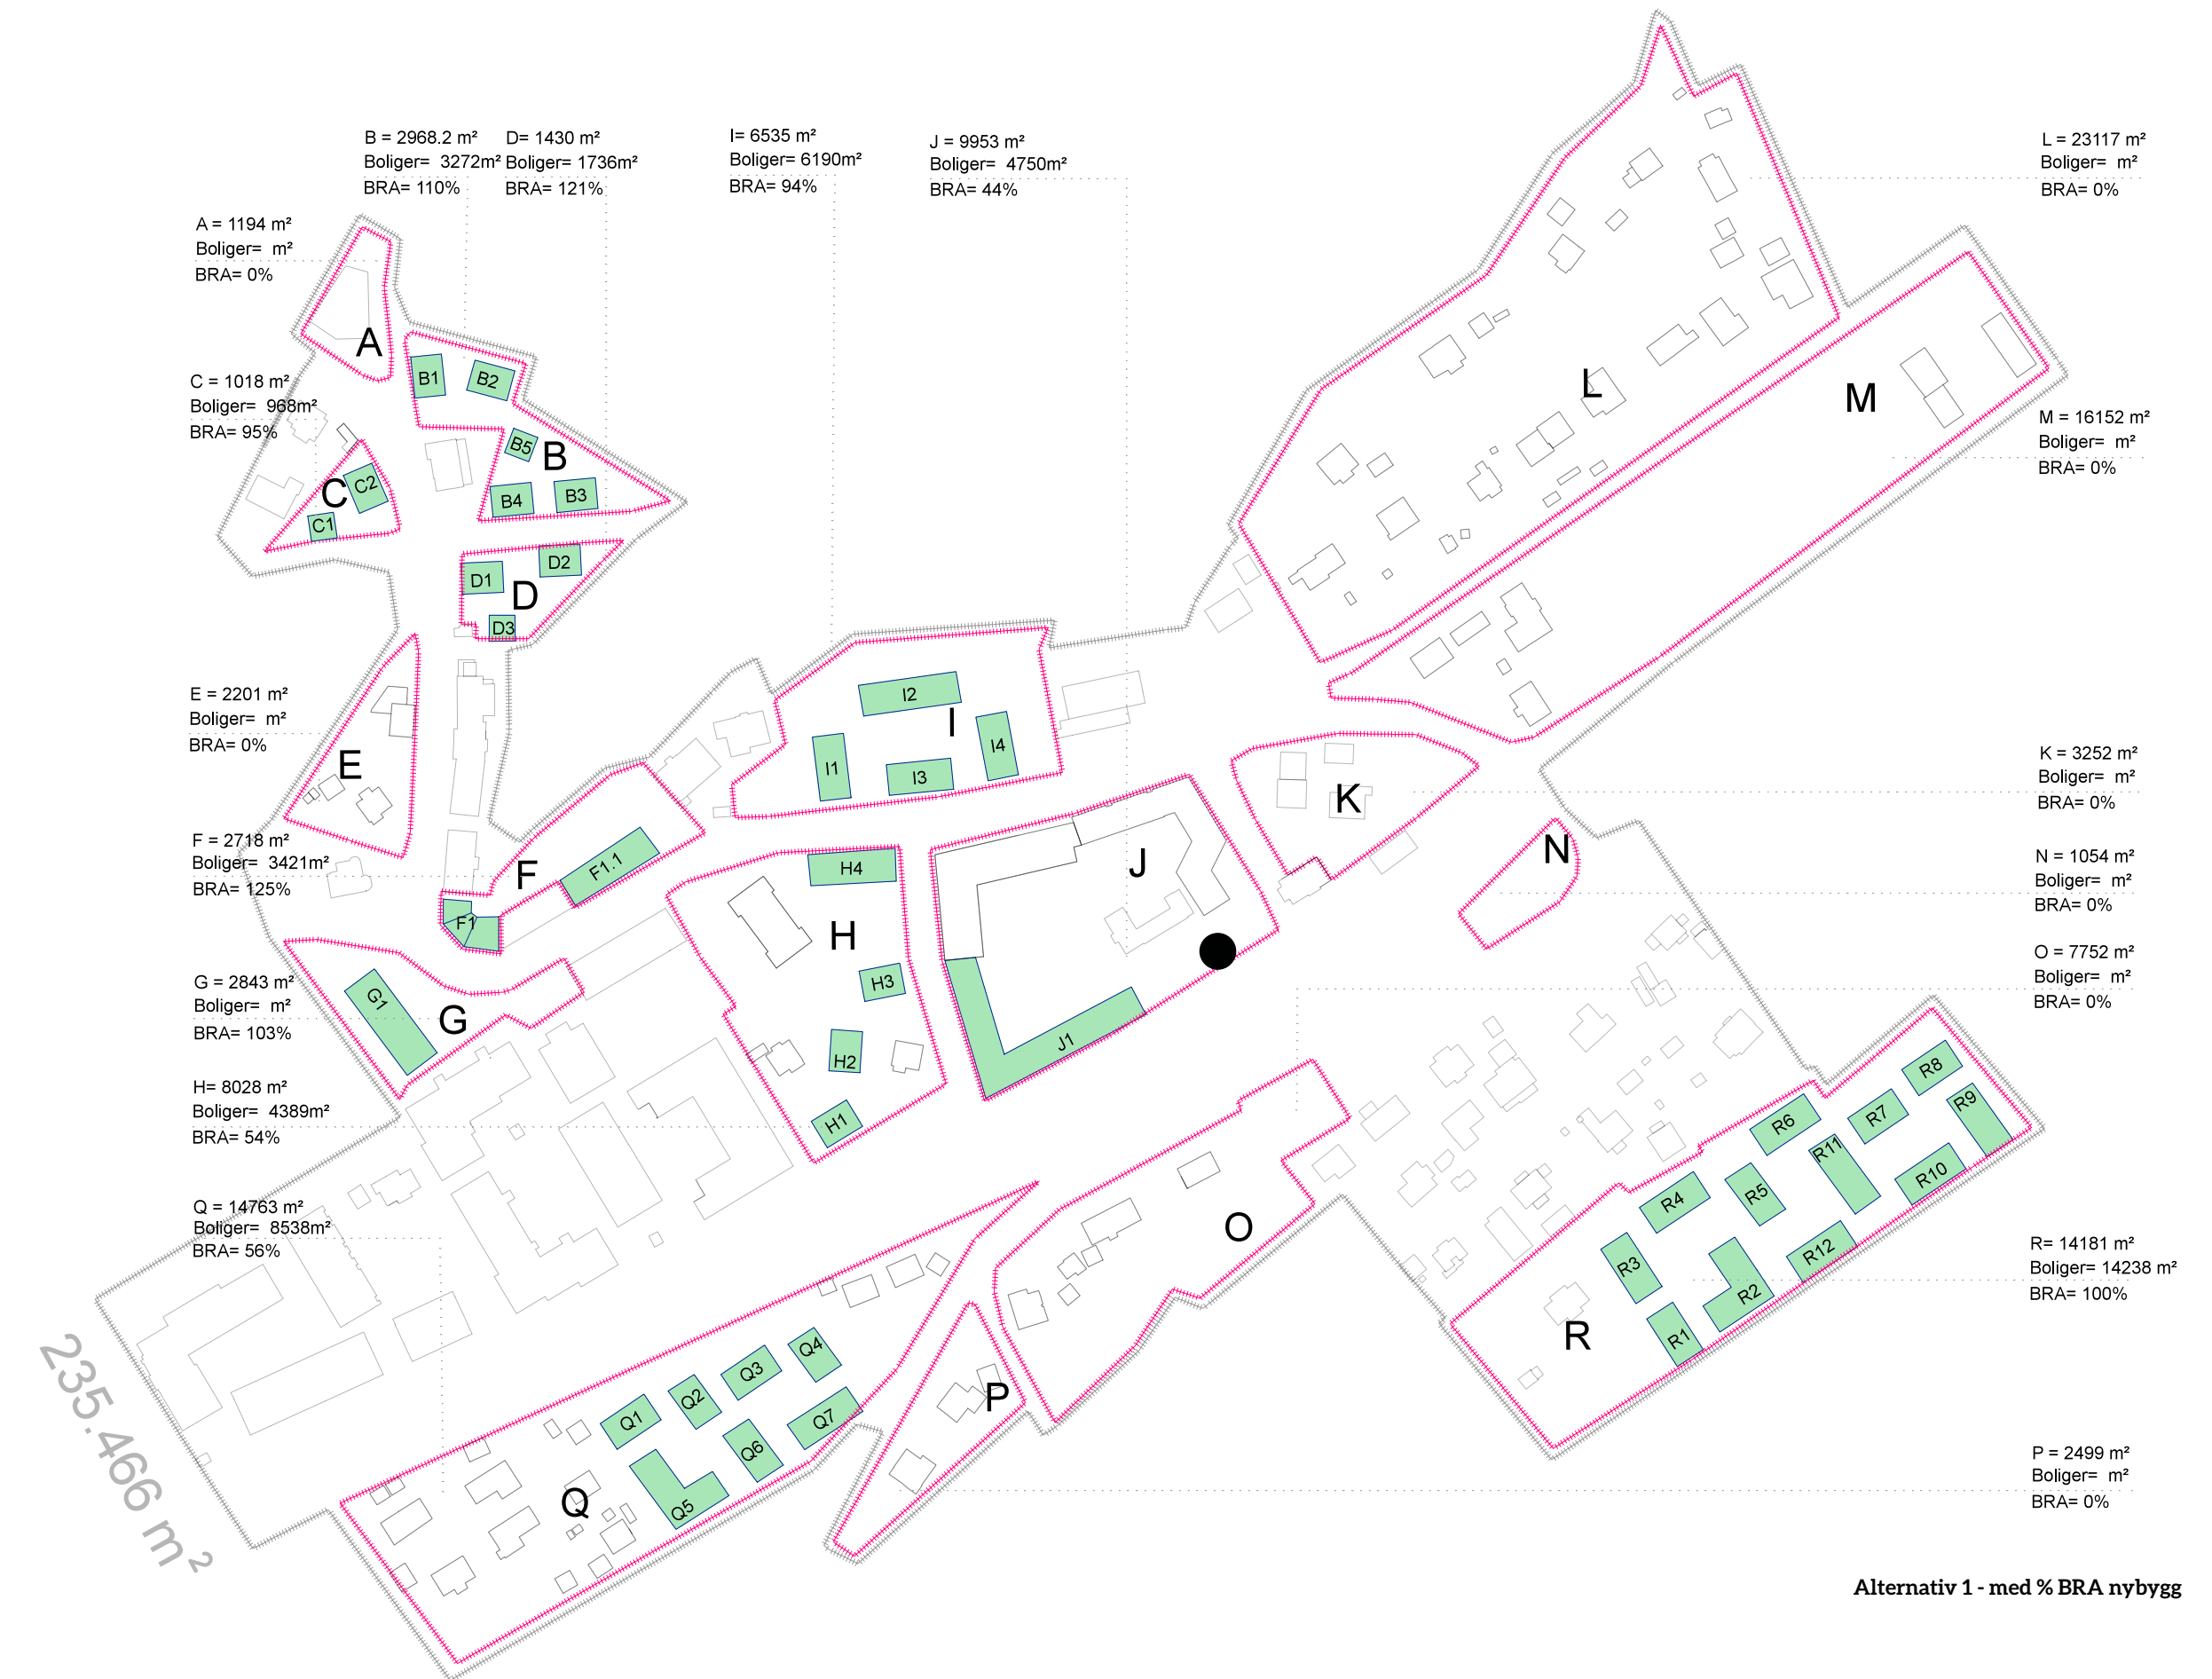 B = 2968.2 m²
Boliger=  3272m²
BRA= 110%
D= 1430 m²
Boliger= 1736m²
BRA= 121%
I= 6535 m²
Boliger= 6190m²
BRA= 94%
J = 9953 m²
Boliger=  4750m²
BRA= 44%
L = 23117 m²
Boliger=  m²
BRA= 0%
A = 1194 m²
Boliger=  m²
BRA= 0%
C = 1018 m²
Boliger=  968m²
BRA= 95%
M = 16152 m²
Boliger=  m²
BRA= 0%
E = 2201 m²
Boliger=  m²
BRA= 0%
K = 3252 m²
Boliger=  m²
BRA= 0%
F = 2718 m²
Boliger=  3421m²
BRA= 125%
N = 1054 m²
Boliger=  m²
BRA= 0%
O = 7752 m²
Boliger=  m²
BRA= 0%
G = 2843 m²
Boliger=  m²
BRA= 103%
H= 8028 m²
Boliger=  4389m²
BRA= 54%
Q = 14763 m²
Boliger=  8538m²
BRA= 56%
R= 14181 m²
Boliger= 14238 m²
BRA= 100%
P = 2499 m²
Boliger=  m²
BRA= 0%
A
B1
B2
B5
B
B4
B3
C
C2
C1
D1
D2
D
D3
E
F
F1.1
F1
G1
G
H4
H
H3
H2
H1
I2
I
I4
I1
I3
J
J1
K
L
M
N
O
P
Q4
Q3
Q2
Q1
Q7
Q6
Q5
Q
R8
R9
R7
R6
R11
R10
R5
R4
R12
R3
R2
R1
R
235.466 m²
Alternativ 1 - med % BRA nybygg